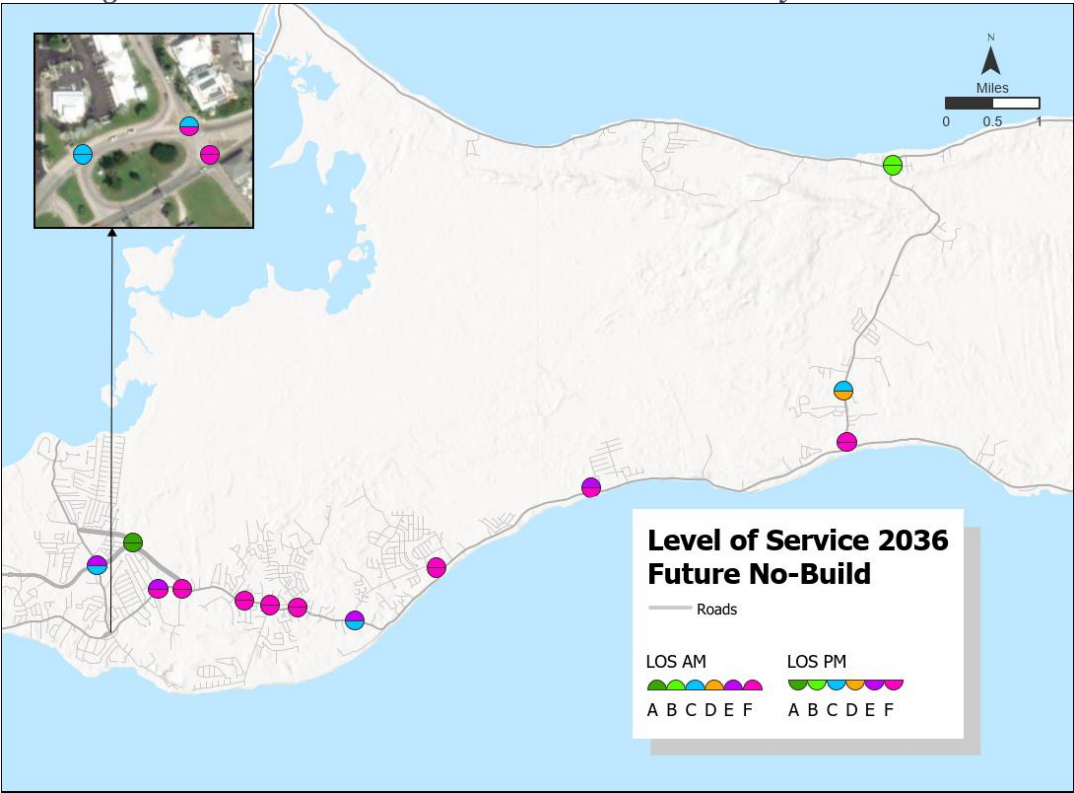 N
Miles
0 0.5 1
Level of Service 2036
Future No-Build
Roads
LOS AM LOS PM
A B C D E F A B C D E F